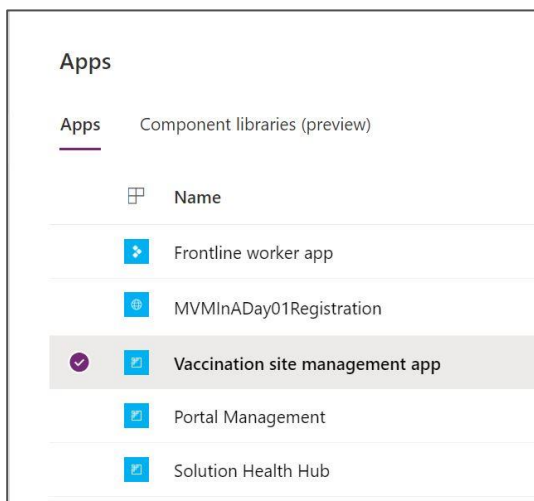 Apps
Apps Component libraries (preview)
Name
Frontline worker app
MVMInADay01Registration
Vaccination site management app
Portal Management
Solution Health Hub